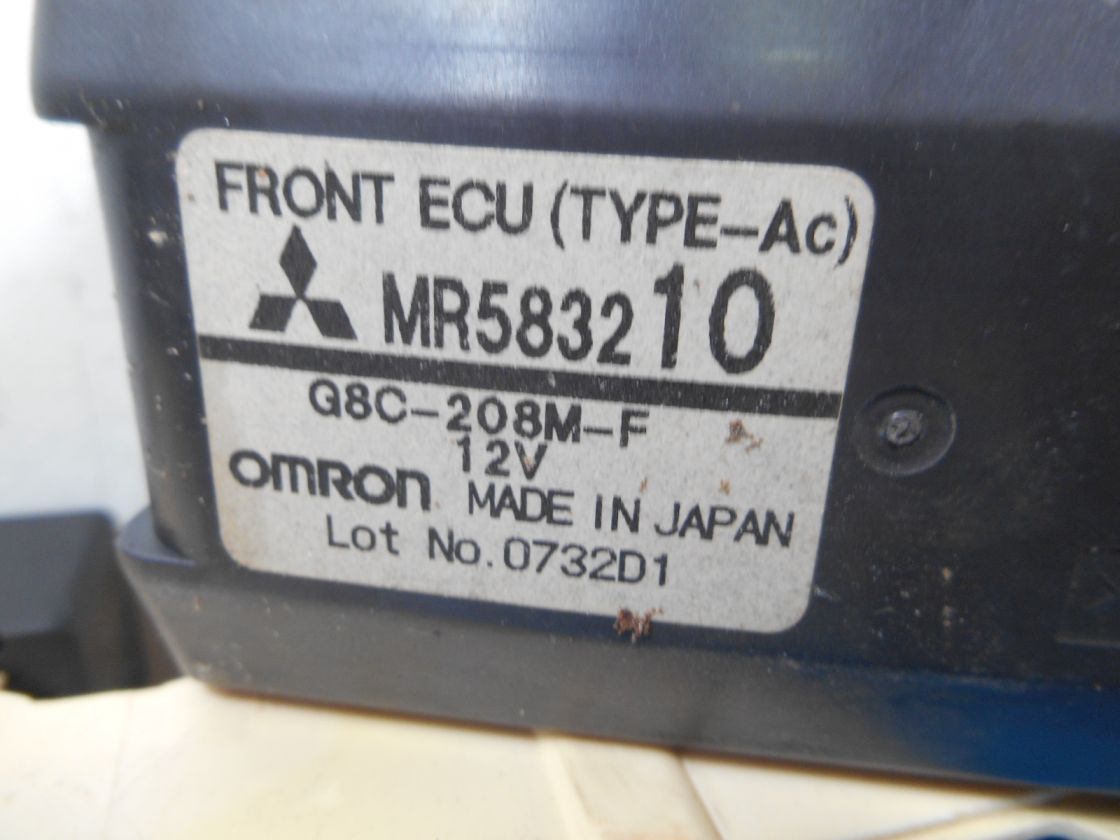 FRONT ECU (TYPE-Ac)
MR583210
G8C-208M-F
12V
OMRON MADE IN JAPAN
Lot No.0732D1